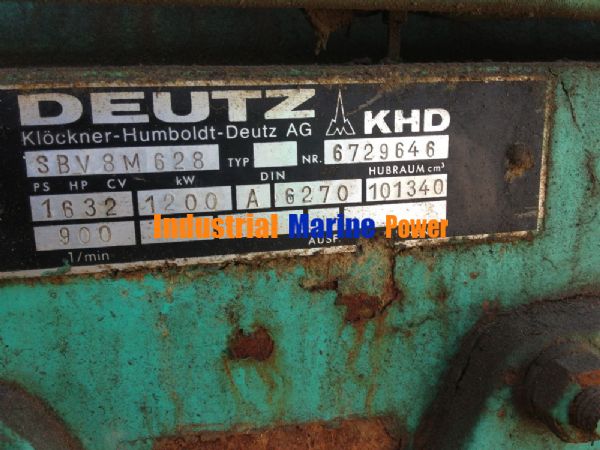 DEUTZ KHD
Klöckner-Humboldt-Deutz AG
SBV 8M 628 TYP NR. 6729646
PS HP CV kW DIN HUBRAUM cm³
1632 1200 A 6270 101340
Industrial Marine Power
900
1/min AUSF.